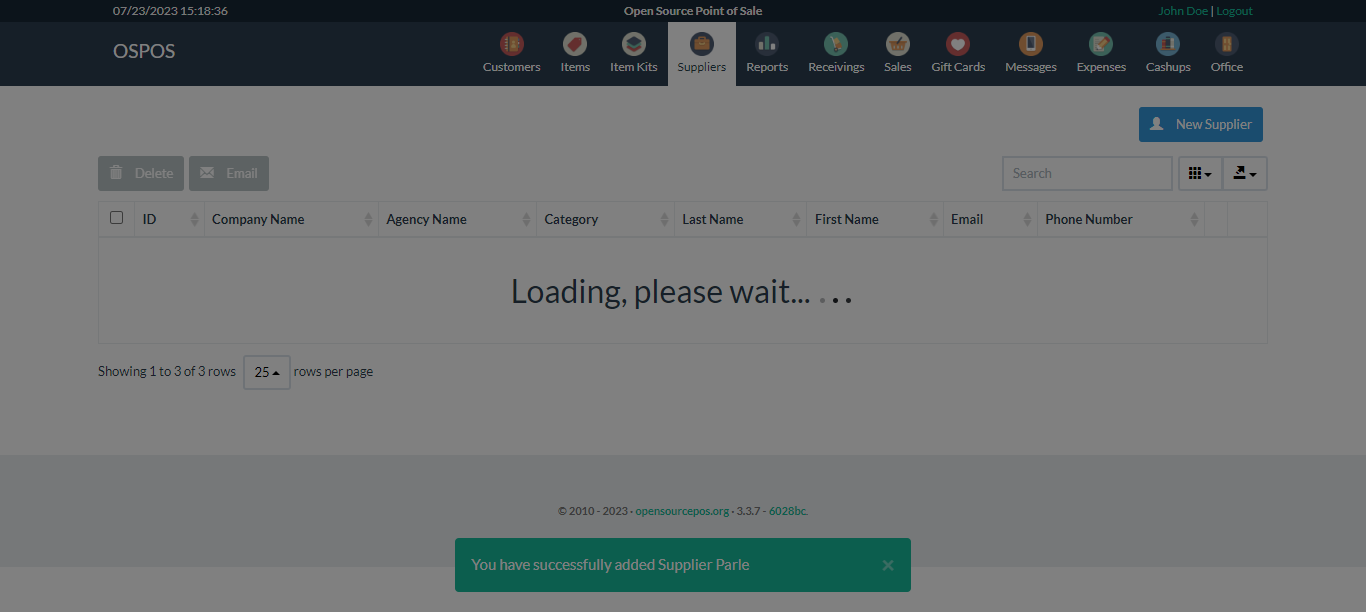 07/23/2023 15:18:36 Open Source Point of Sale John Doe | Logout
OSPOS
Customers Items Item Kits Suppliers Reports Receivings Sales Gift Cards Messages Expenses Cashups Office
New Supplier
Delete Email Search
ID Company Name Agency Name Category Last Name First Name Email Phone Number
Loading, please wait... . . .
Showing 1 to 3 of 3 rows 25 rows per page
© 2010 - 2023 · opensourcepos.org · 3.3.7 - 6028bc.
You have successfully added Supplier Parle ×